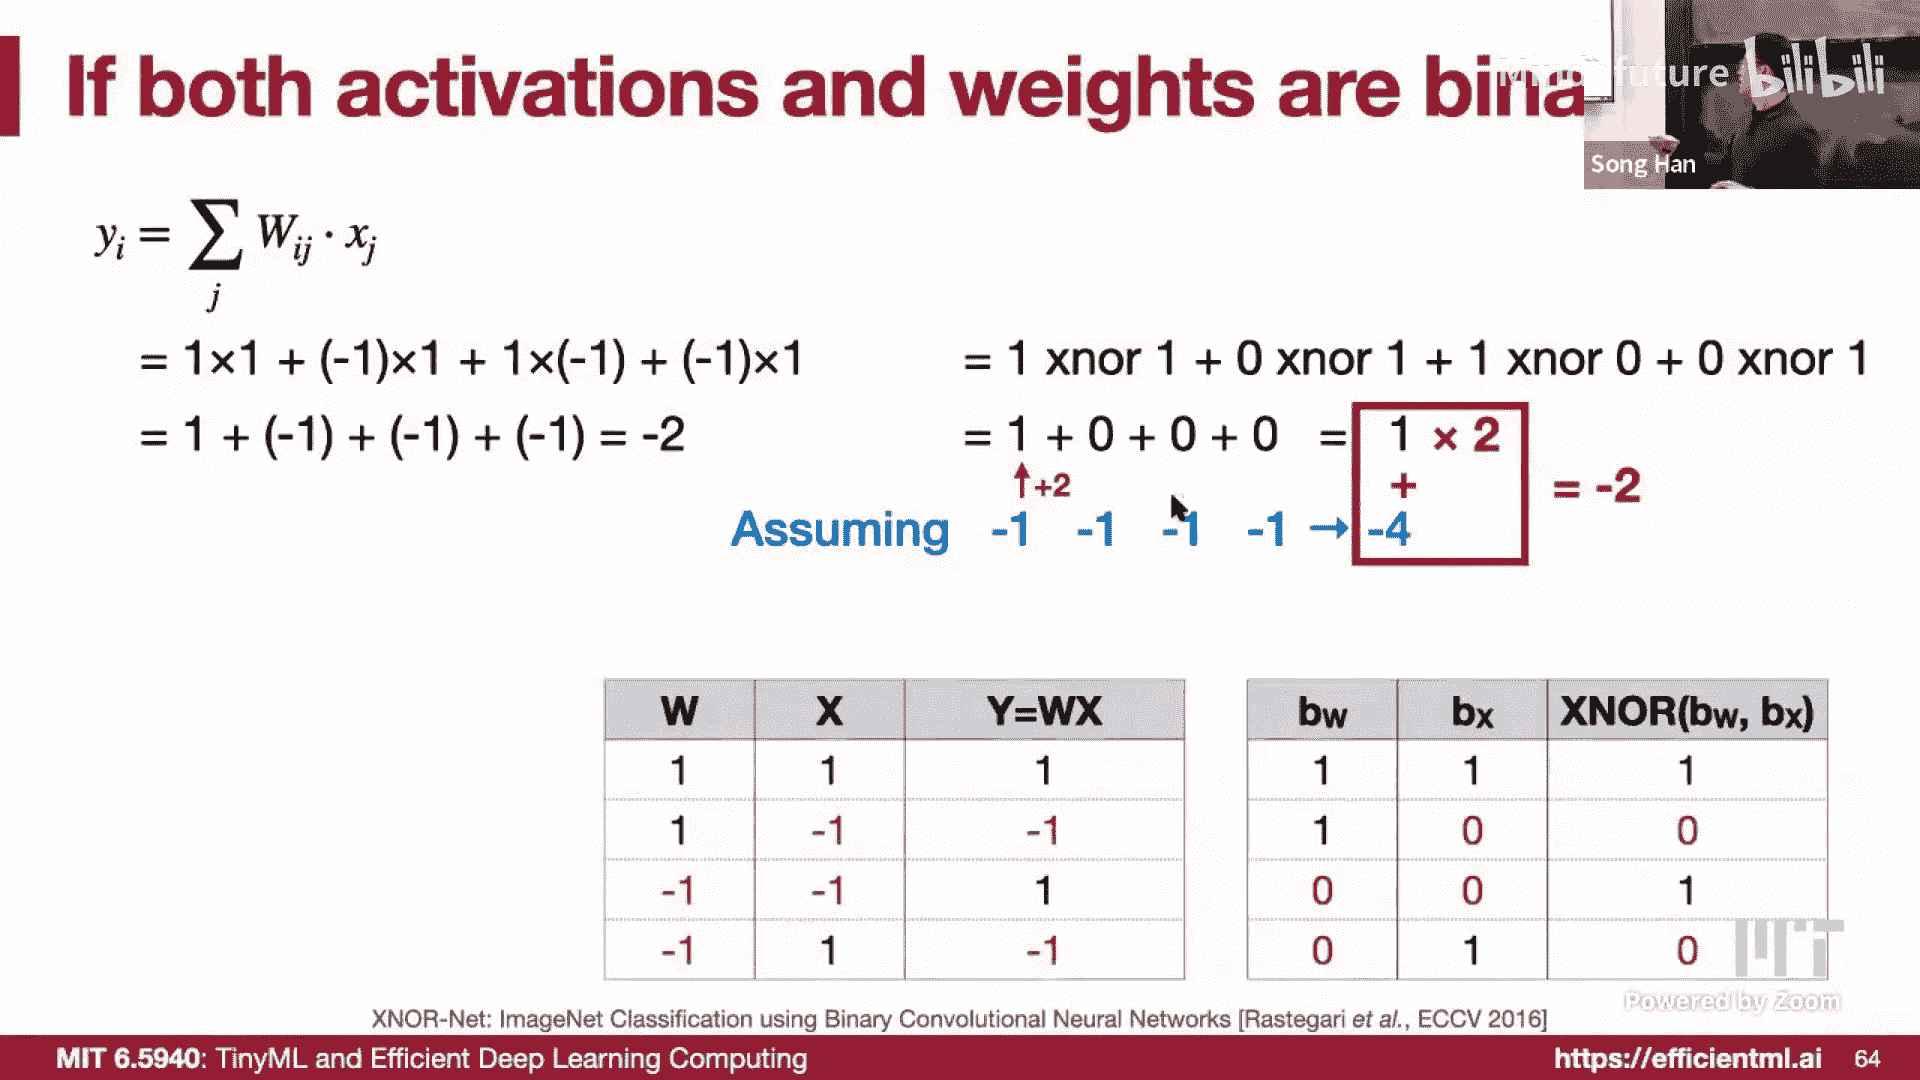 If both activations and weights are bina
future bilibili
Song Han
yᵢ = ∑ Wᵢⱼ · xⱼ
j
= 1×1 + (-1)×1 + 1×(-1) + (-1)×1
= 1 + (-1) + (-1) + (-1) = -2
= 1 xnor 1 + 0 xnor 1 + 1 xnor 0 + 0 xnor 1
= 1 + 0 + 0 + 0 = 1 × 2
↑+2 + = -2
Assuming -1 -1 -1 -1 → -4
W X Y=WX
1 1 1
1 -1 -1
-1 -1 1
-1 1 -1
bw bx XNOR(bw, bx)
1 1 1
1 0 0
0 0 1
0 1 0
MIT
Powered by Zoom
XNOR-Net: ImageNet Classification using Binary Convolutional Neural Networks [Rastegari et al., ECCV 2016]
MIT 6.5940: TinyML and Efficient Deep Learning Computing
https://efficientml.ai 64